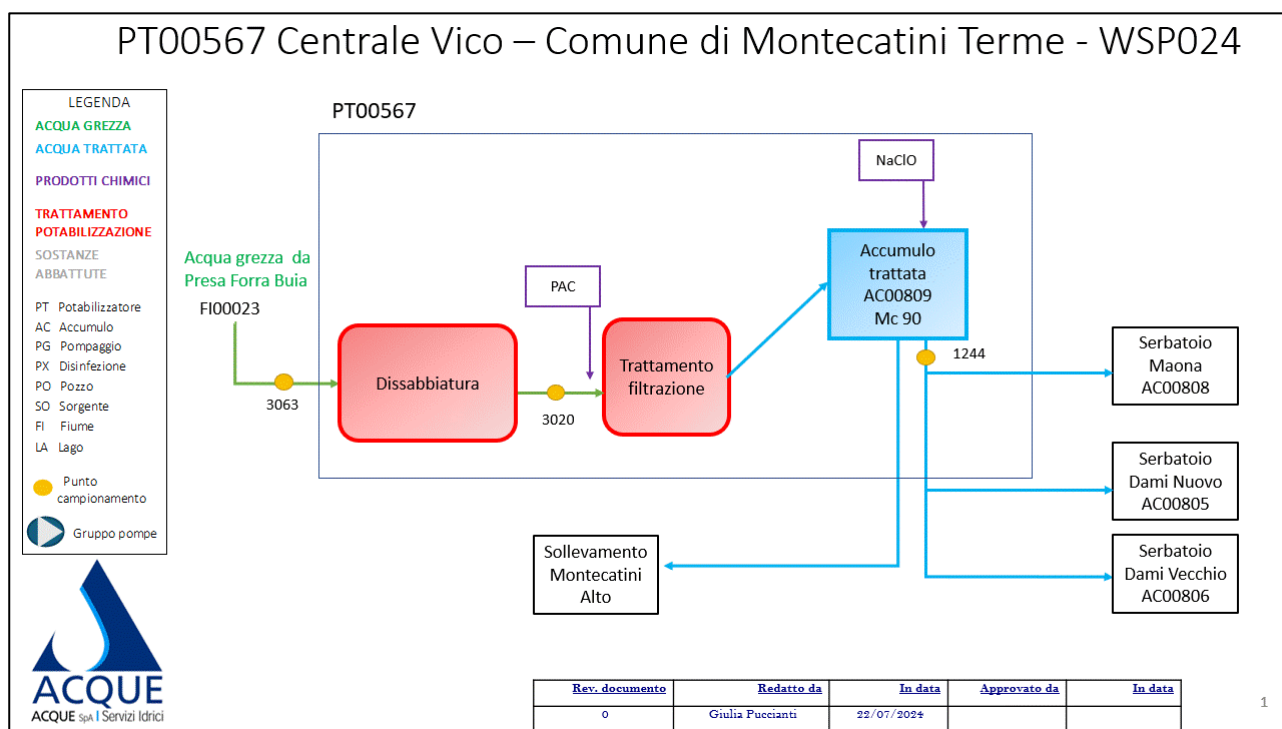 PT00567 Centrale Vico – Comune di Montecatini Terme - WSP024
LEGENDA
ACQUA GREZZA
ACQUA TRATTATA
PRODOTTI CHIMICI
TRATTAMENTO
POTABILIZZAZIONE
SOSTANZE
ABBATTUTE
PT Potabilizzatore
AC Accumulo
PG Pompaggio
PX Disinfezione
PO Pozzo
SO Sorgente
FI Fiume
LA Lago
Punto
campionamento
Gruppo pompe
PT00567
Acqua grezza da
Presa Forra Buia
FI00023
3063
Dissabbiatura
3020
PAC
Trattamento
filtrazione
NaClO
Accumulo
trattata
AC00809
Mc 90
1244
Serbatoio
Maona
AC00808
Serbatoio
Dami Nuovo
AC00805
Serbatoio
Dami Vecchio
AC00806
Sollevamento
Montecatini
Alto
ACQUE
ACQUE SpA | Servizi Idrici
Rev. documento Redatto da In data Approvato da In data
0 Giulia Puccianti 22/07/2024
1